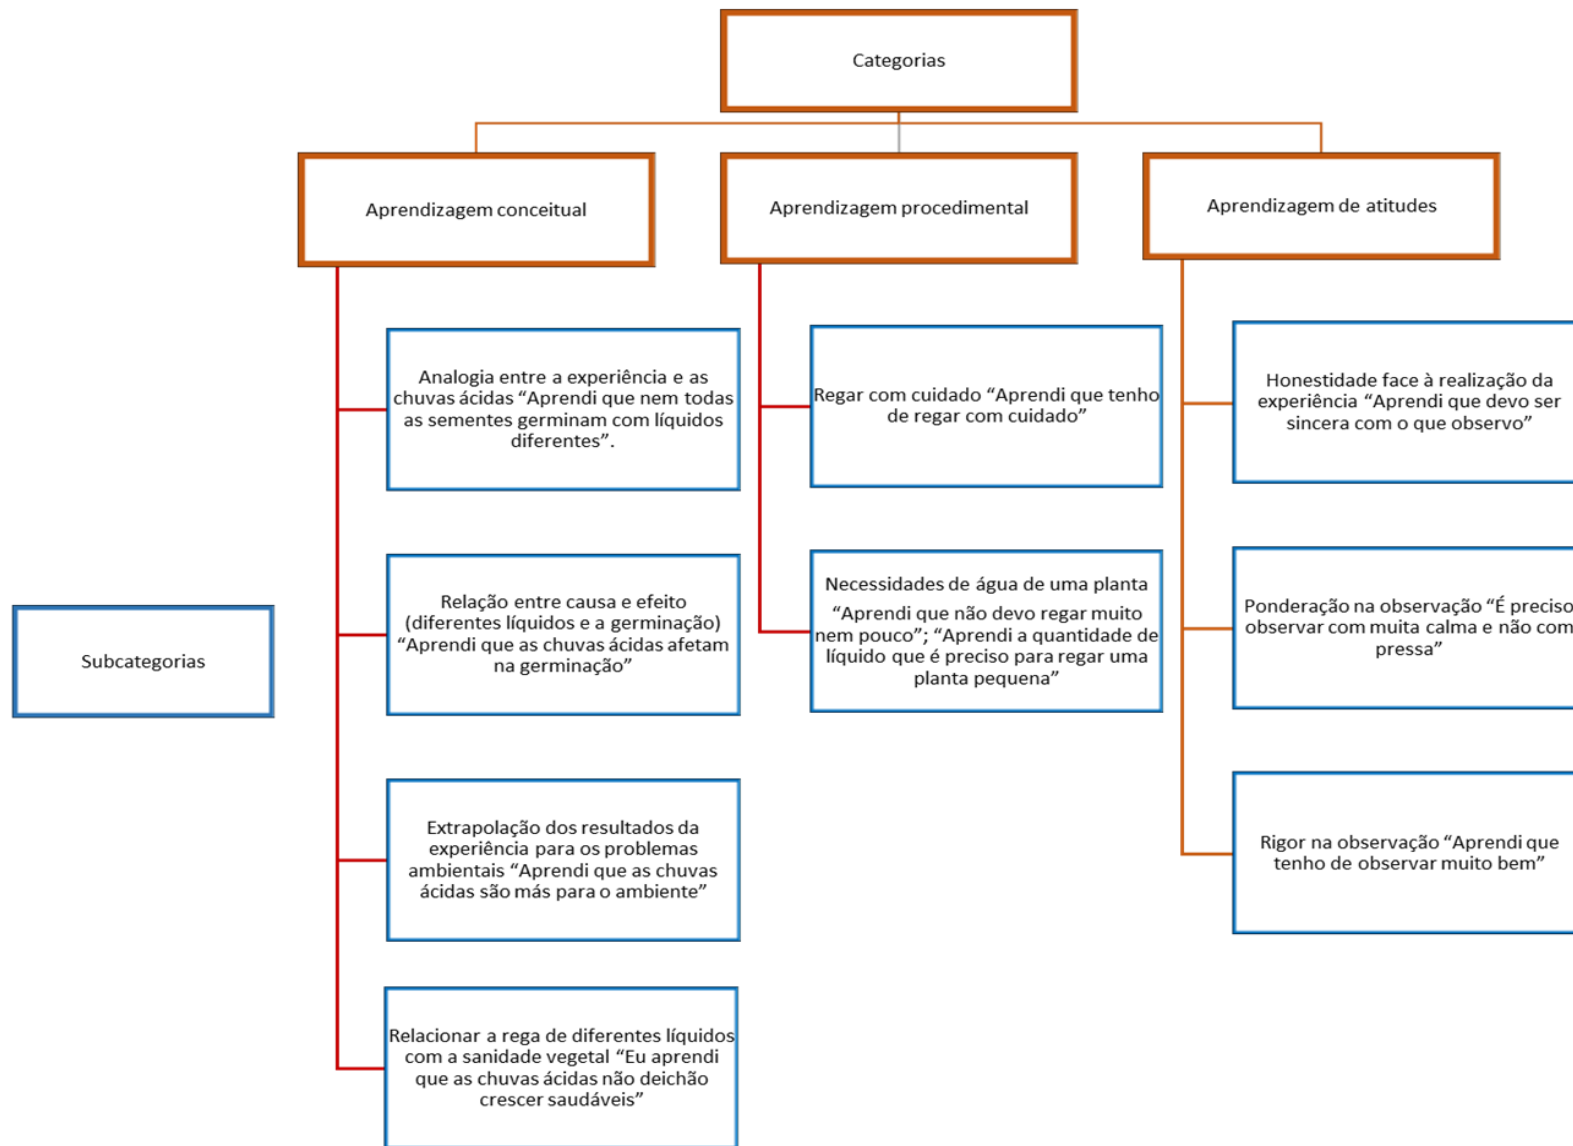 Categorias
Aprendizagem conceitual
Aprendizagem procedimental
Aprendizagem de atitudes
Analogia entre a experiência e as
chuvas ácidas “Aprendi que nem todas
as sementes germinam com líquidos
diferentes”.
Relação entre causa e efeito
(diferentes líquidos e a germinação)
“Aprendi que as chuvas ácidas afetam
na germinação”
Extrapolação dos resultados da
experiência para os problemas
ambientais “Aprendi que as chuvas
ácidas são más para o ambiente”
Relacionar a rega de diferentes líquidos
com a sanidade vegetal “Eu aprendi
que as chuvas ácidas não deichão
crescer saudáveis”
Regar com cuidado “Aprendi que tenho
de regar com cuidado”
Necessidades de água de uma planta
“Aprendi que não devo regar muito
nem pouco”; “Aprendi a quantidade de
líquido que é preciso para regar uma
planta pequena”
Honestidade face à realização da
experiência “Aprendi que devo ser
sincera com o que observo”
Ponderação na observação “É preciso
observar com muita calma e não com
pressa”
Rigor na observação “Aprendi que
tenho de observar muito bem”
Subcategorias